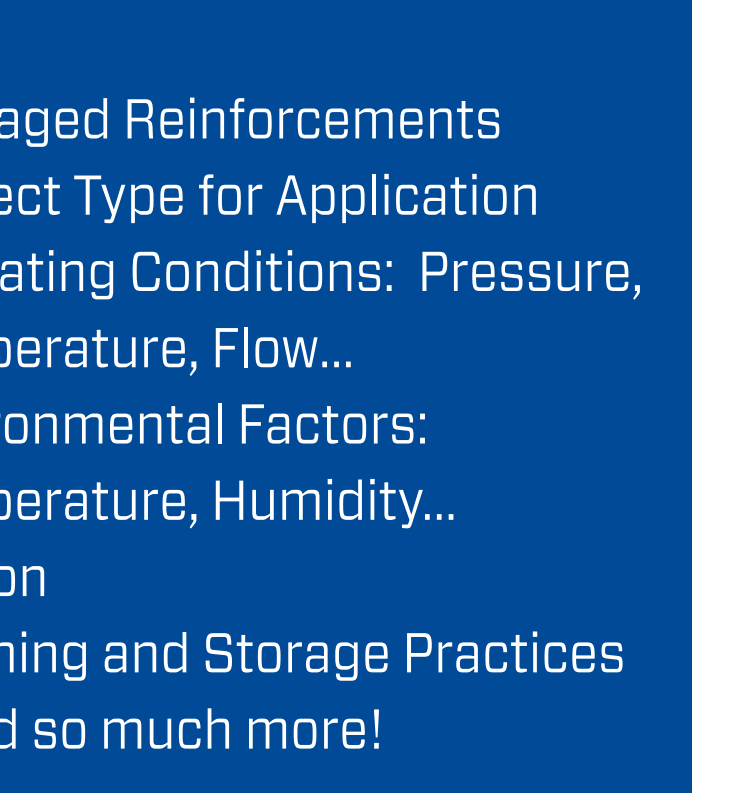 aged Reinforcements
ect Type for Application
ating Conditions:  Pressure,
perature, Flow...
ronmental Factors:
perature, Humidity...
on
ning and Storage Practices
d so much more!